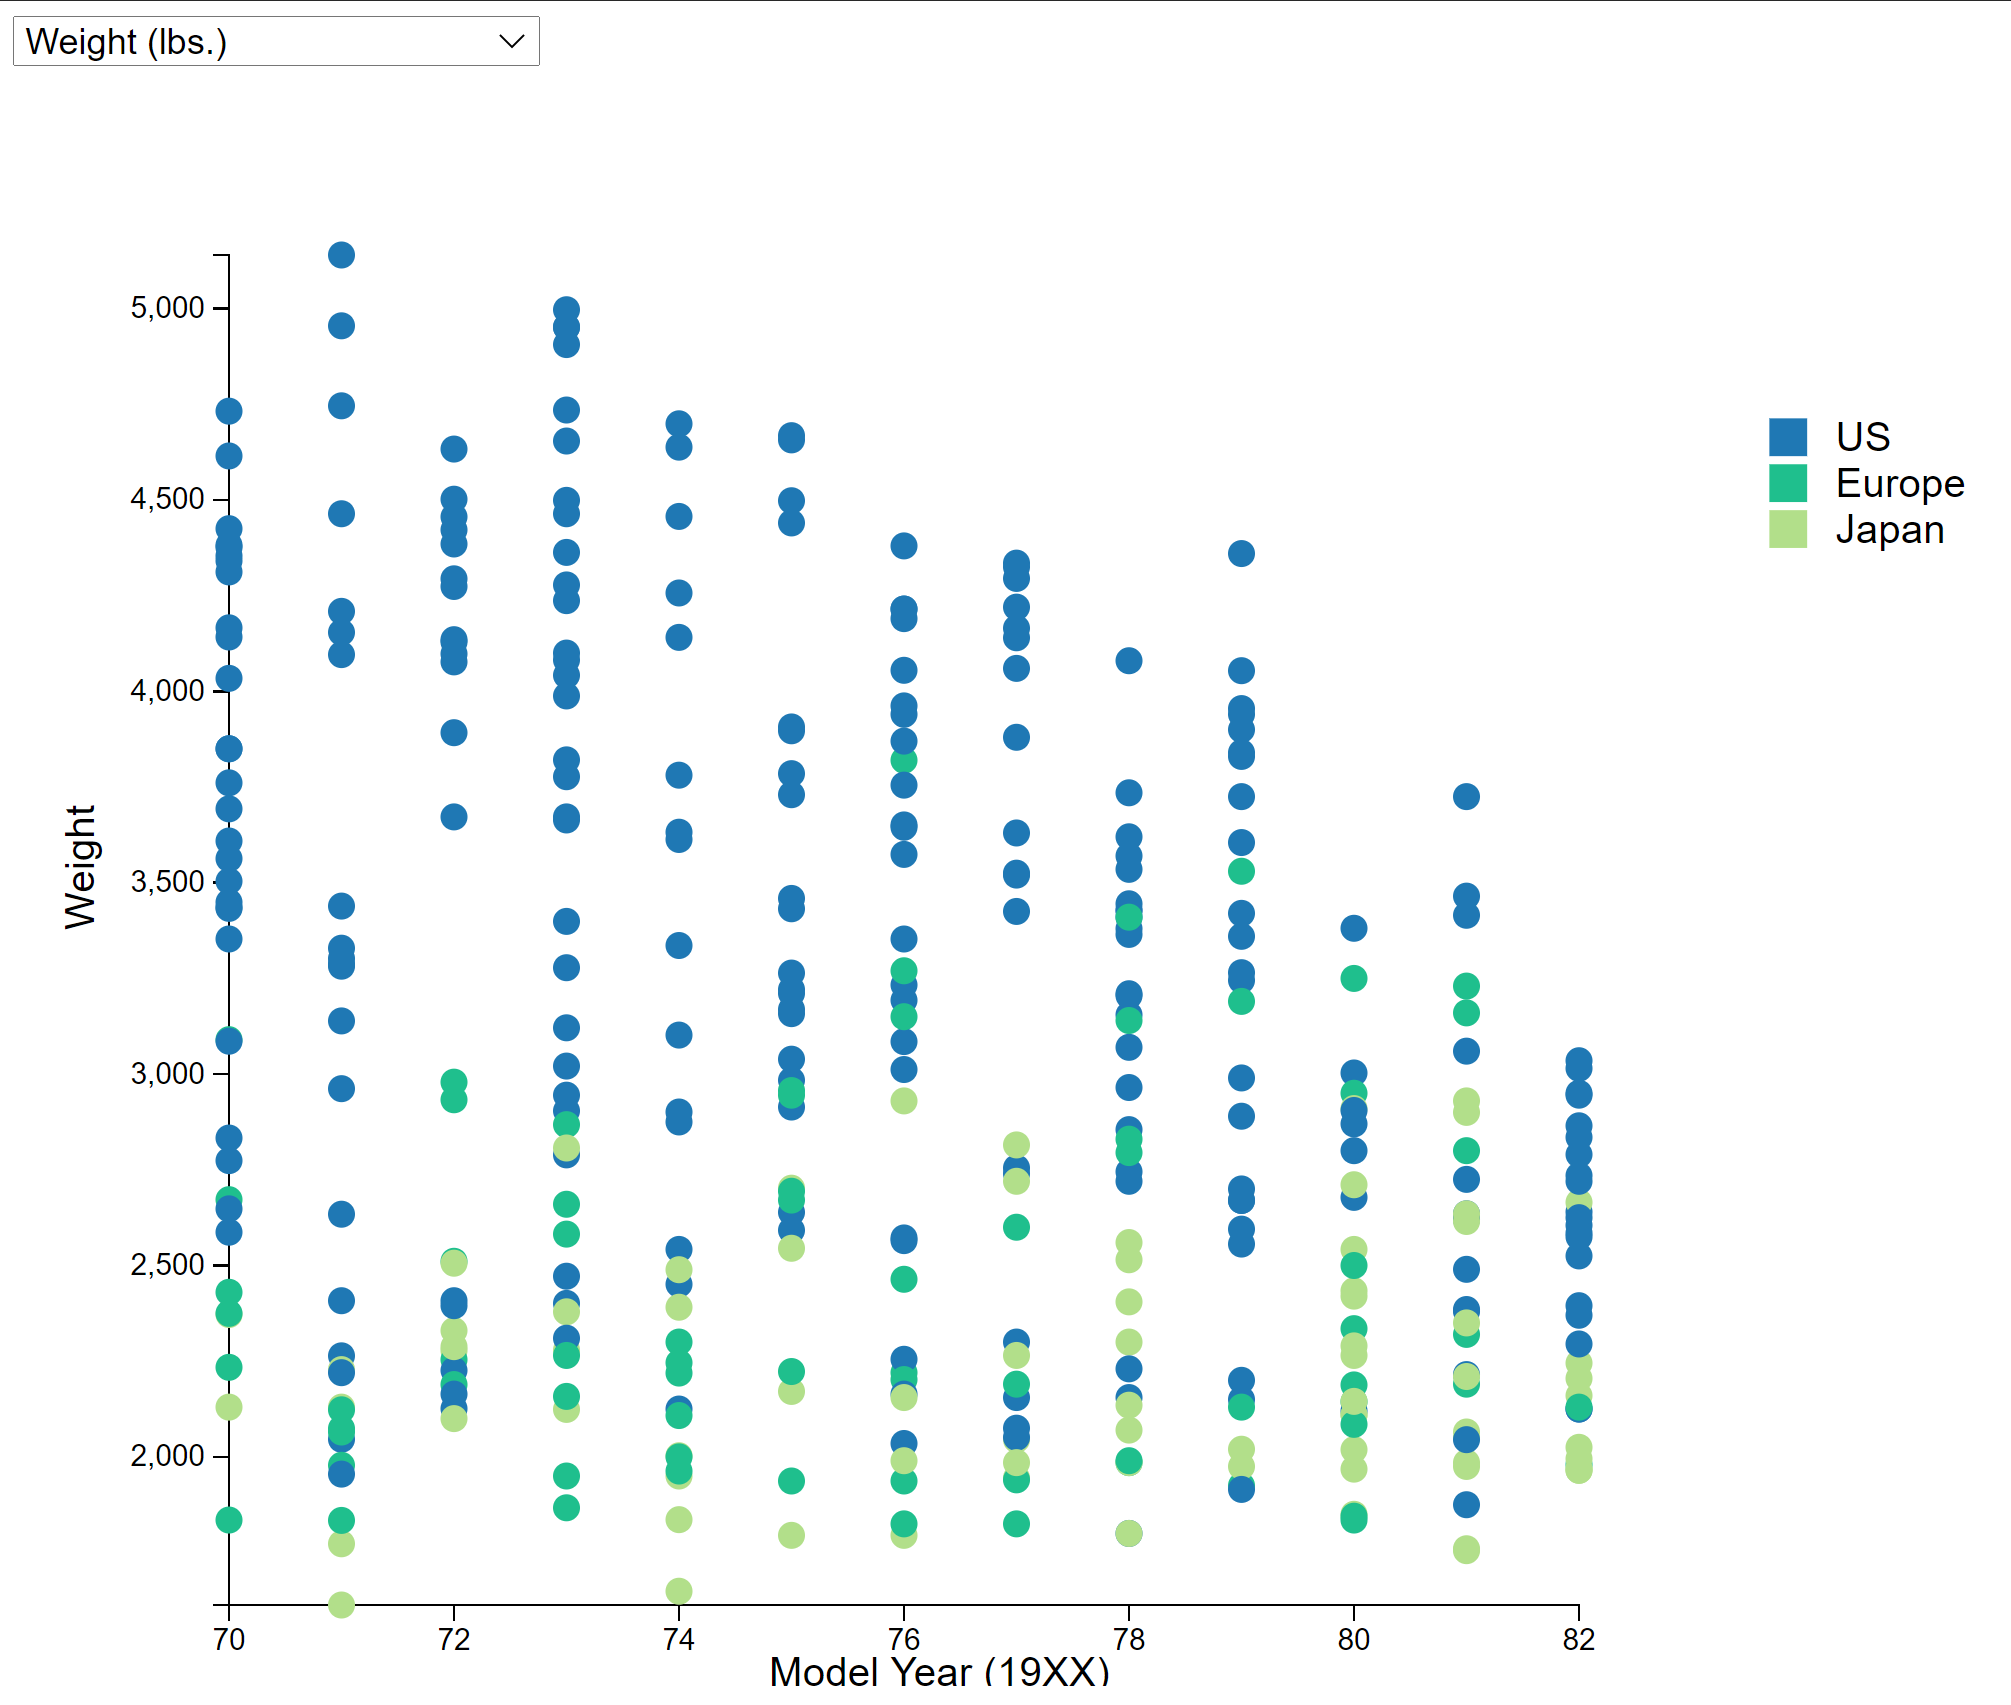 Weight (lbs.)
5,000
4,500
4,000
3,500
3,000
2,500
2,000
Weight
US
Europe
Japan
70 72 74 76 78 80 82
Model Year (19XX)